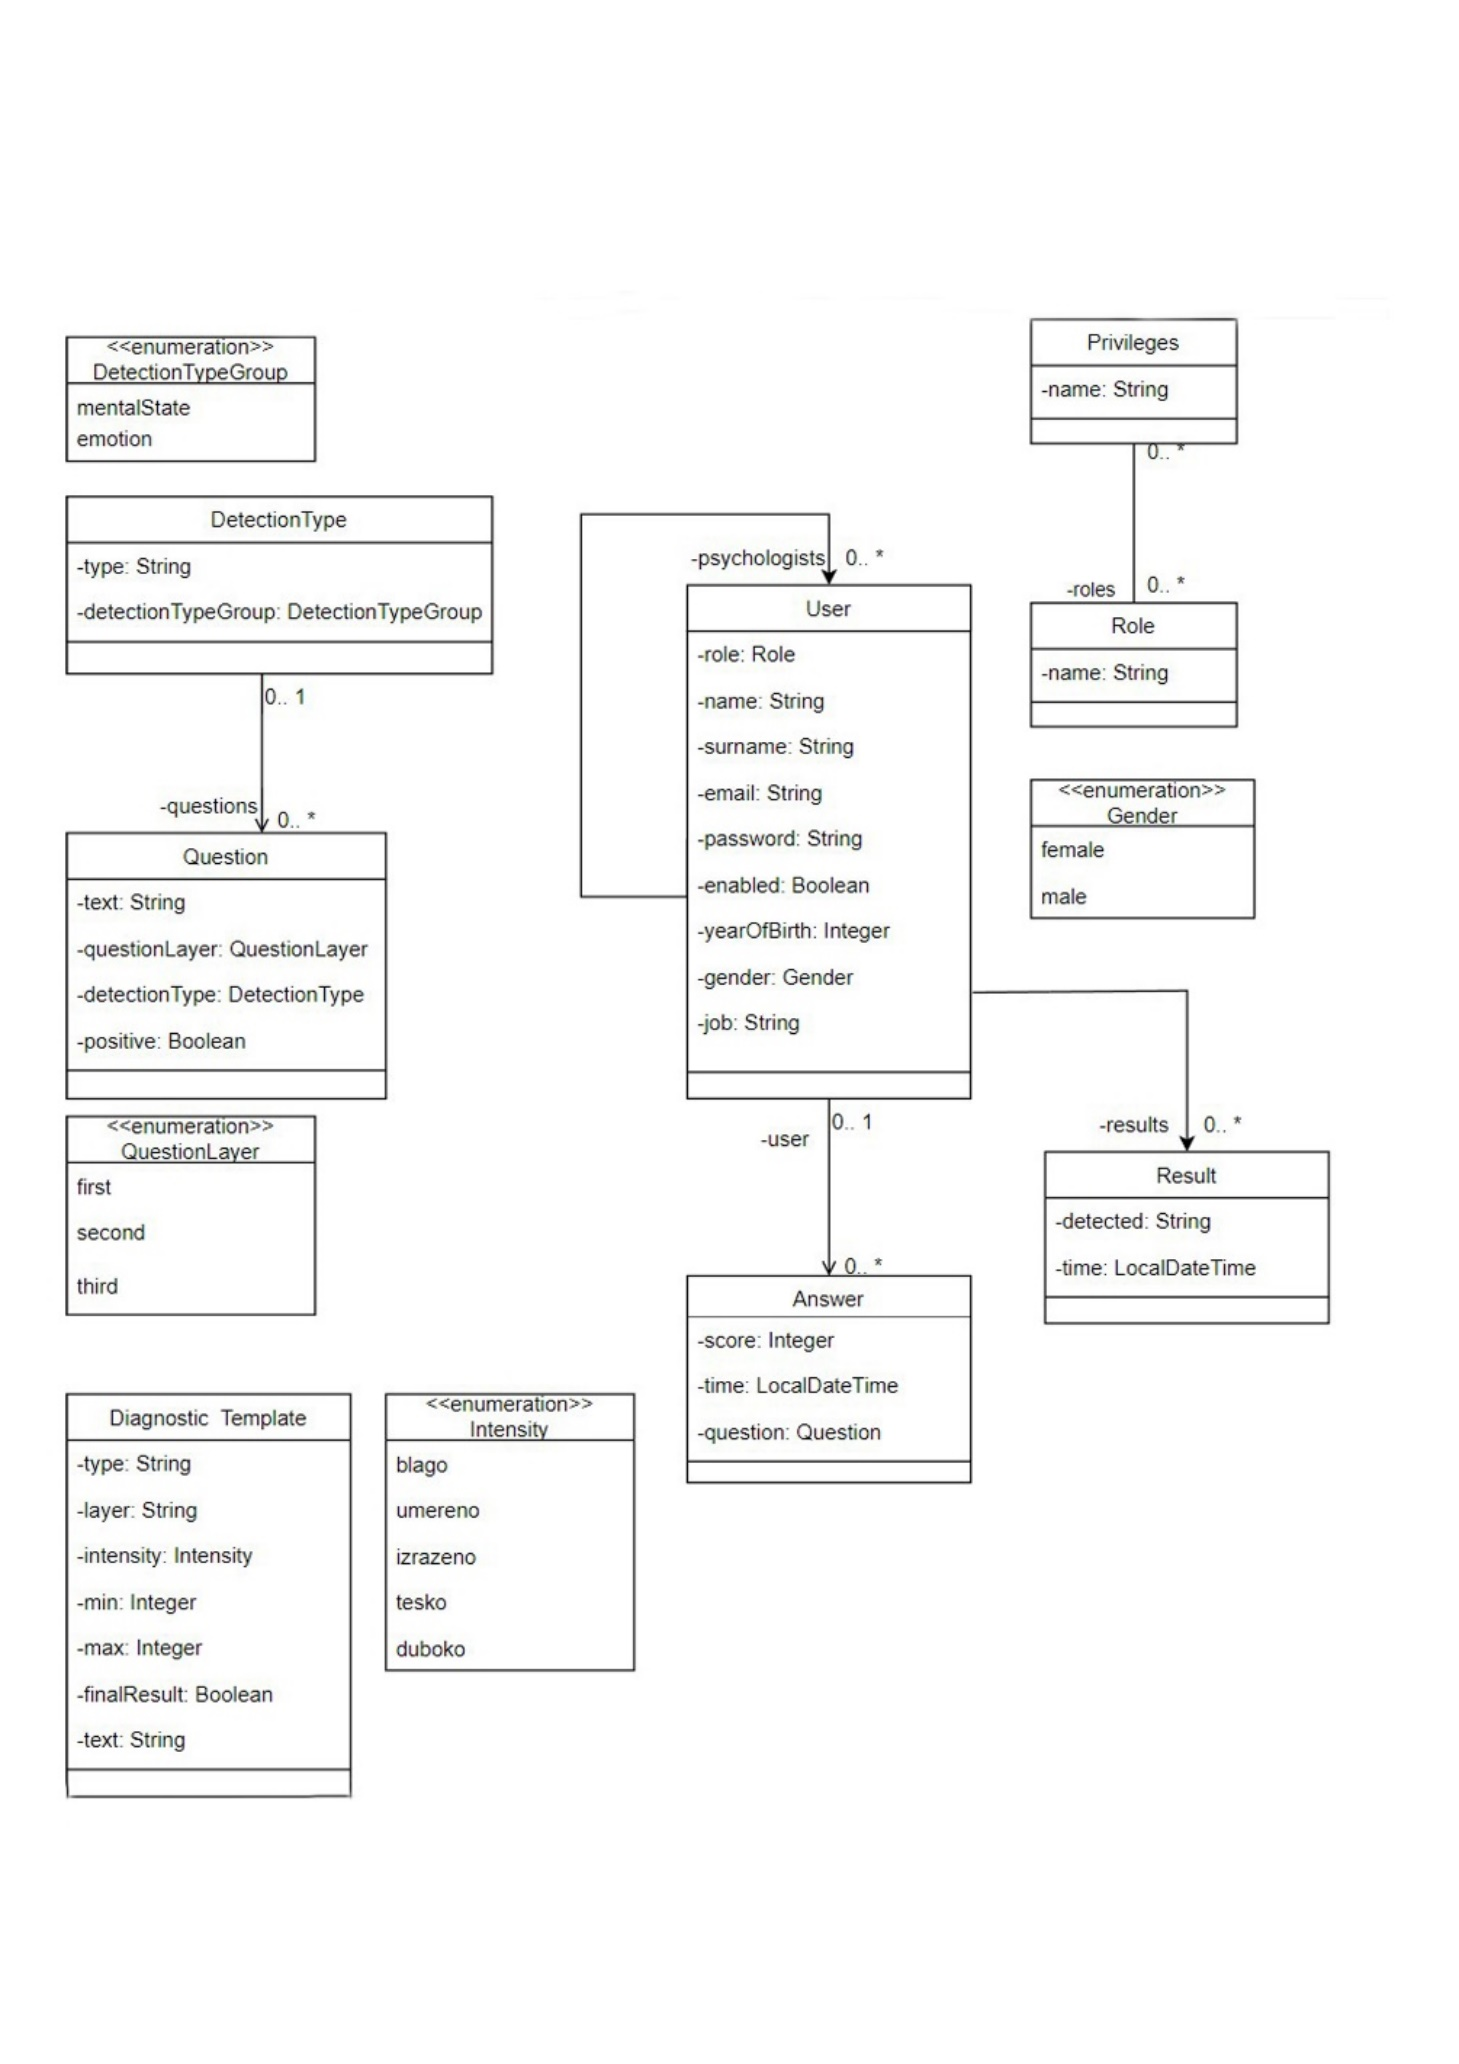 <<enumeration>>
DetectionTypeGroup
mentalState
emotion
DetectionType
-type: String
-detectionTypeGroup: DetectionTypeGroup
0.. 1
-questions
0.. *
Question
-text: String
-questionLayer: QuestionLayer
-detectionType: DetectionType
-positive: Boolean
<<enumeration>>
QuestionLayer
first
second
third
Diagnostic Template
-type: String
-layer: String
-intensity: Intensity
-min: Integer
-max: Integer
-finalResult: Boolean
-text: String
<<enumeration>>
Intensity
blago
umereno
izrazeno
tesko
duboko
-psychologists
0.. *
User
-role: Role
-name: String
-surname: String
-email: String
-password: String
-enabled: Boolean
-yearOfBirth: Integer
-gender: Gender
-job: String
0.. 1
-user
0.. *
Answer
-score: Integer
-time: LocalDateTime
-question: Question
Privileges
-name: String
0.. *
-roles
0.. *
Role
-name: String
<<enumeration>>
Gender
female
male
-results
0.. *
Result
-detected: String
-time: LocalDateTime